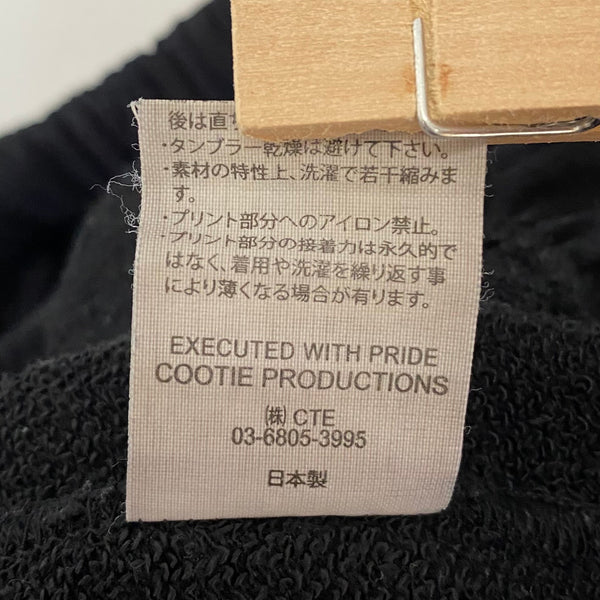 後は直ち
・タンブラー乾燥は避けて下さい。
・素材の特性上、洗濯で若干縮みま
す。
・プリント部分へのアイロン禁止。
・プリント部分の接着力は永久的で
はなく、着用や洗濯を繰り返す事
により薄くなる場合が有ります。
EXECUTED WITH PRIDE
COOTIE PRODUCTIONS
㈱ CTE
03-6805-3995
日本製